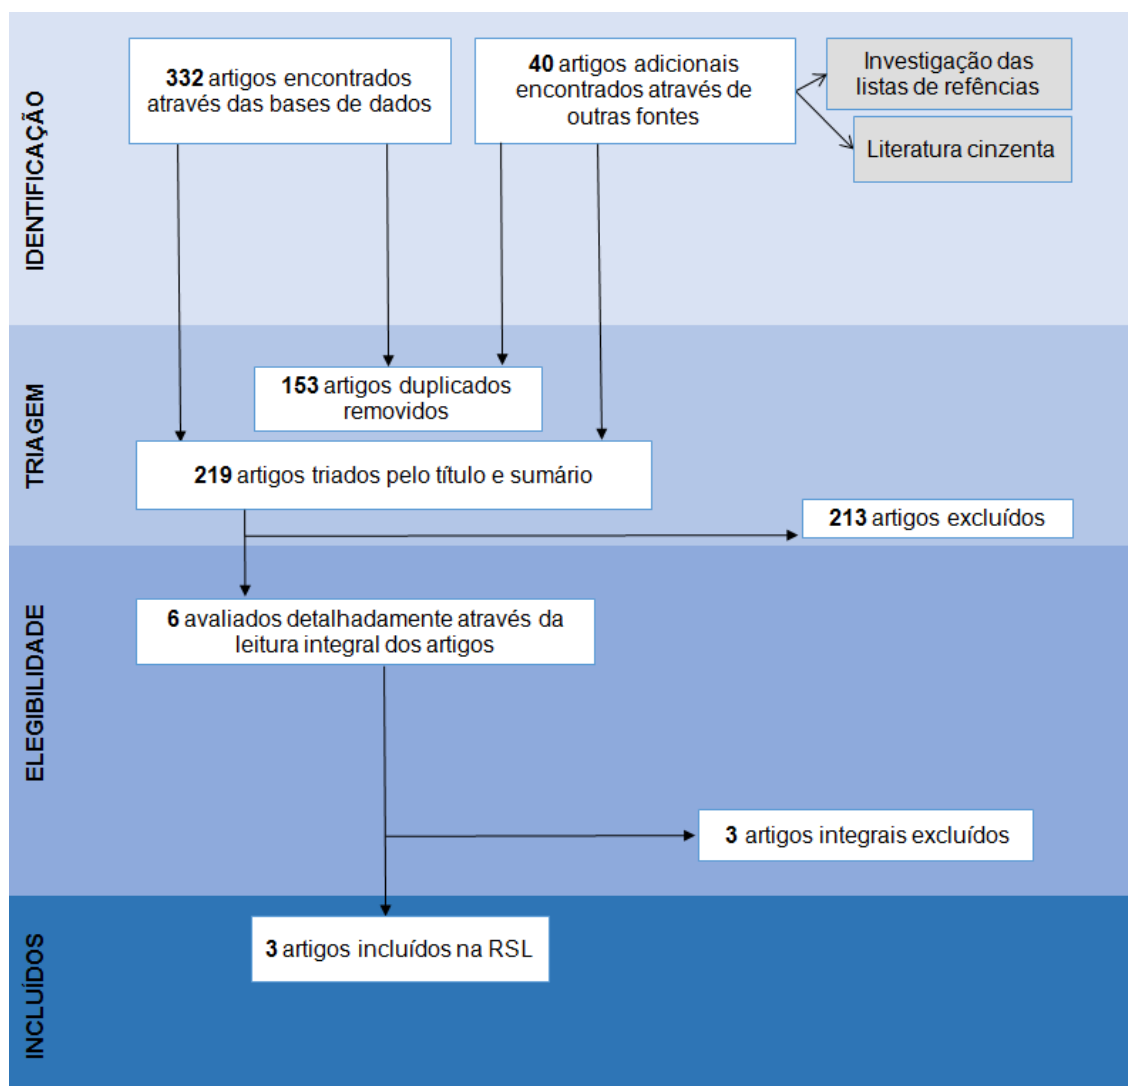 IDENTIFICAÇÃO
332 artigos encontrados
através das bases de dados
40 artigos adicionais
encontrados através de
outras fontes
Investigação das
listas de refências
Literatura cinzenta
TRIAGEM
153 artigos duplicados
removidos
219 artigos triados pelo título e sumário
213 artigos excluídos
ELEGIBILIDADE
6 avaliados detalhadamente através da
leitura integral dos artigos
3 artigos integrais excluídos
INCLUÍDOS
3 artigos incluídos na RSL